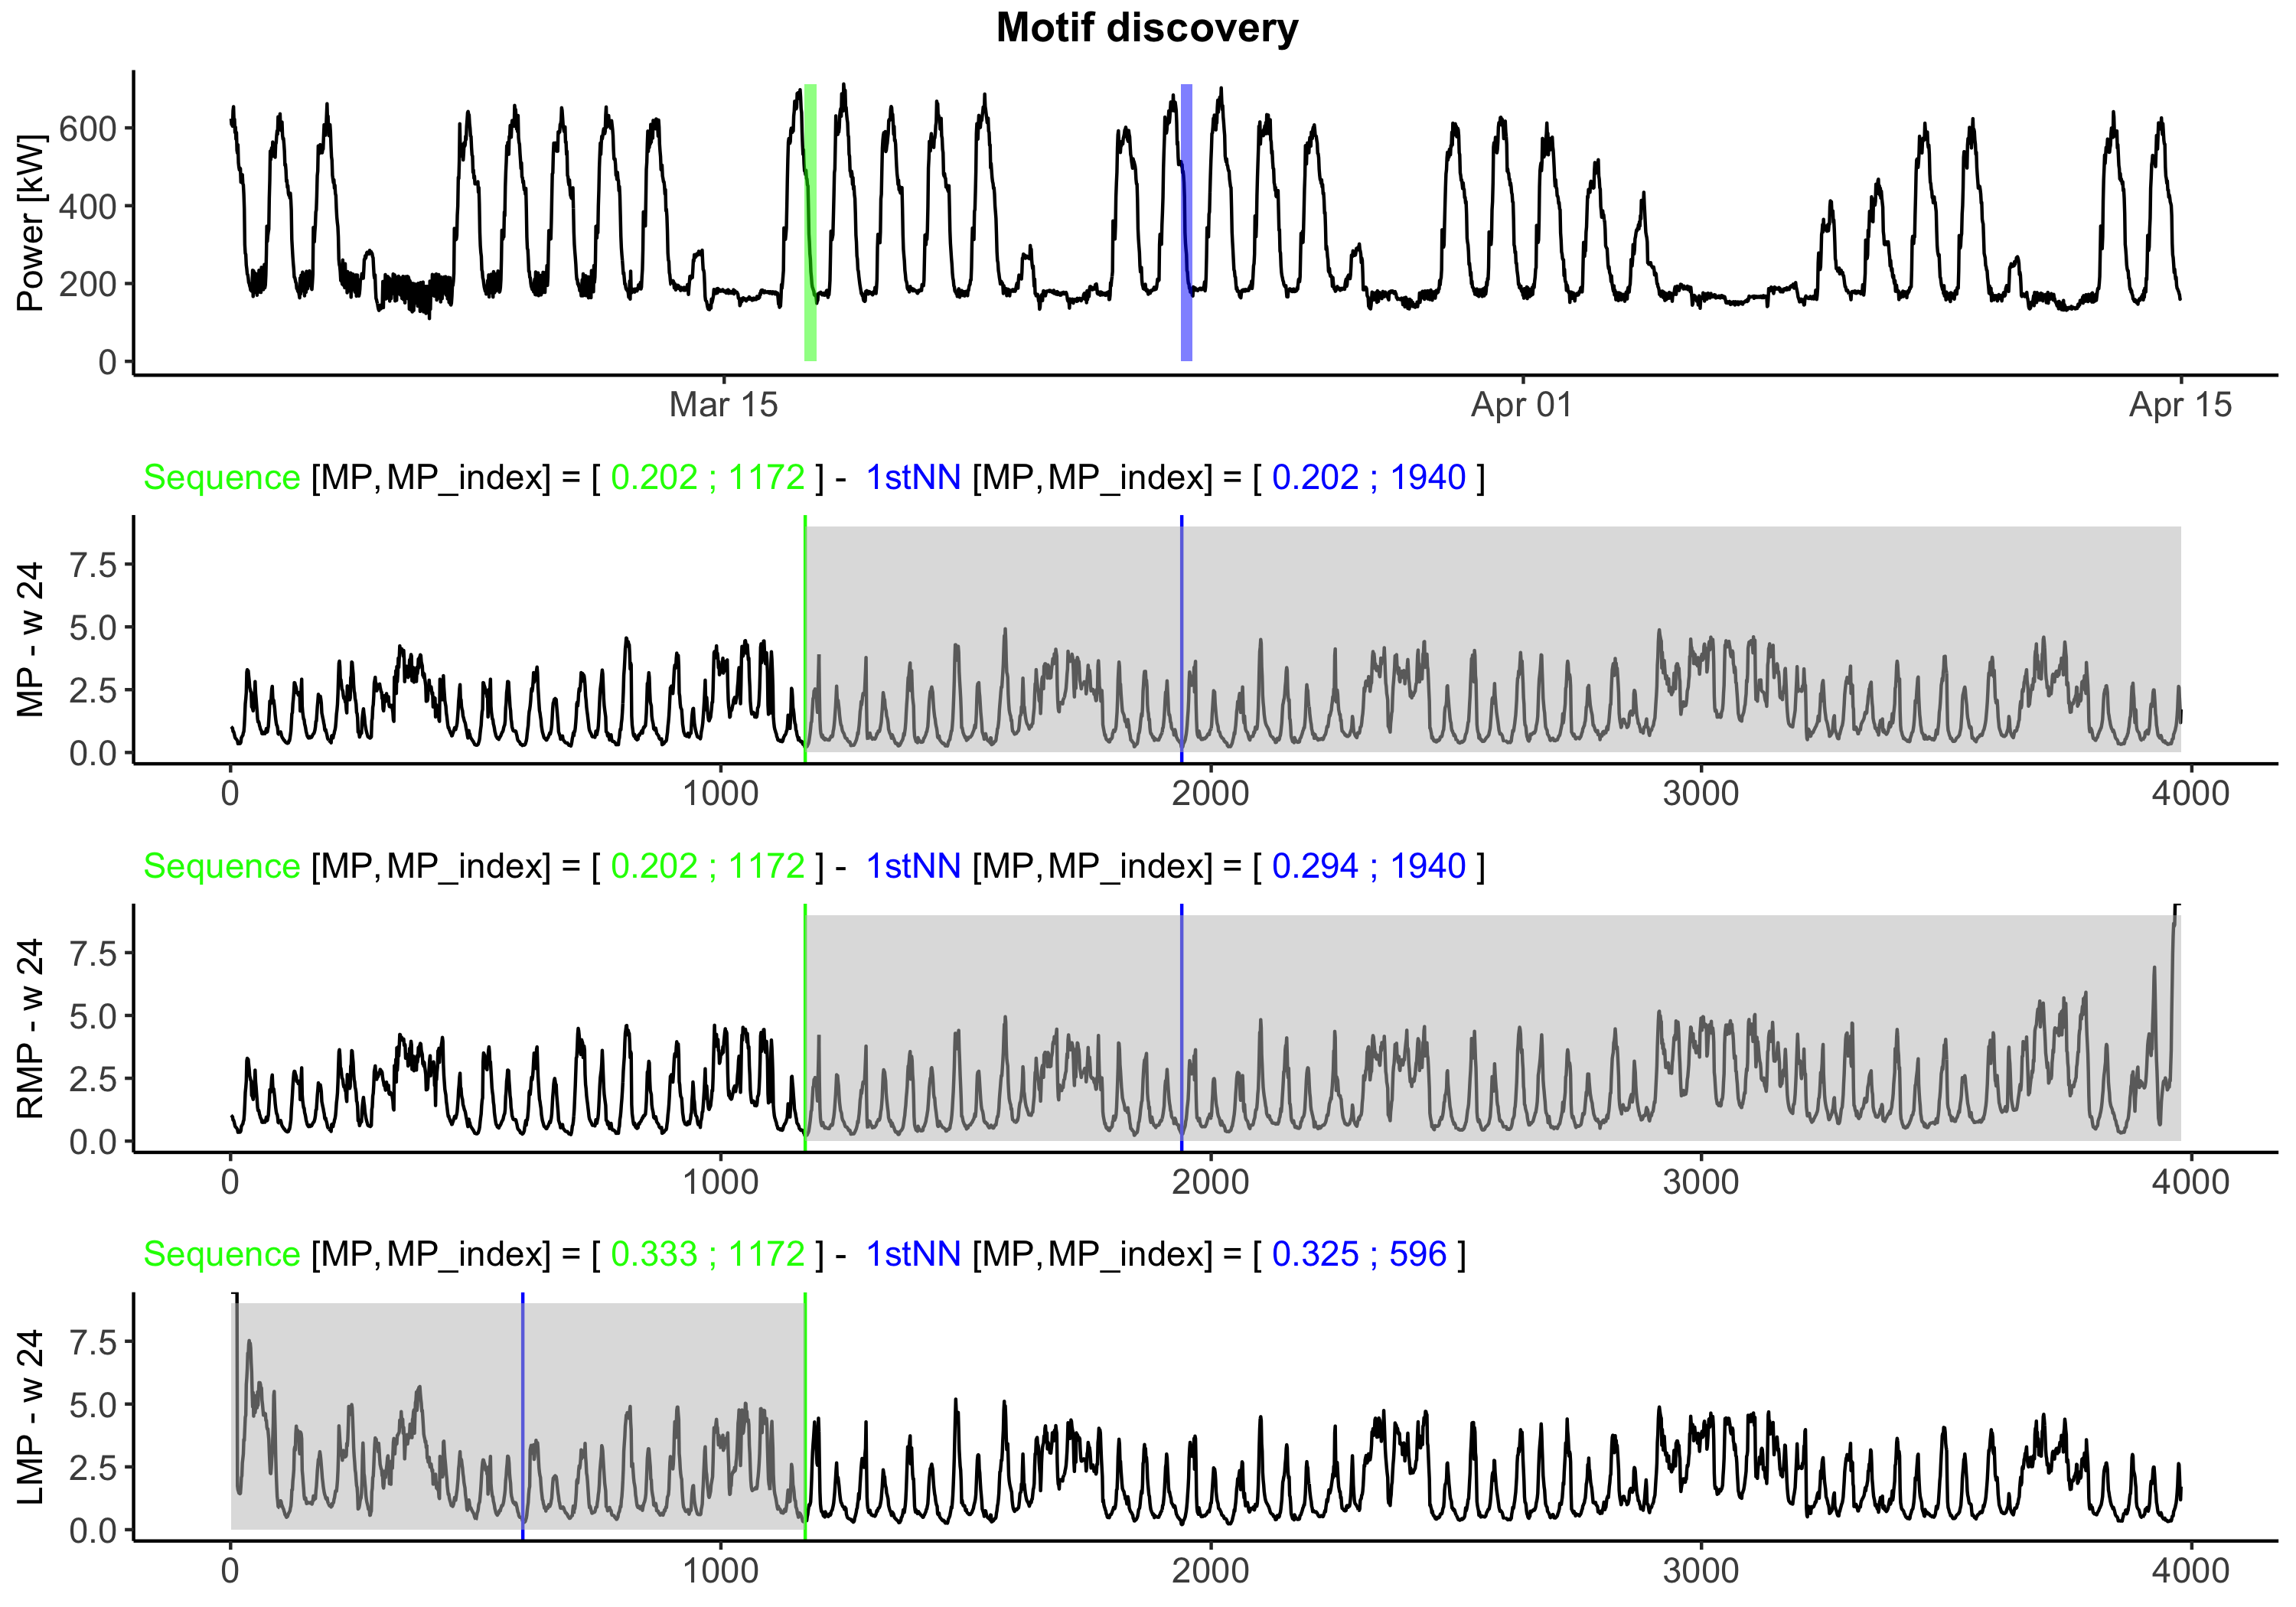 Motif discovery
Power [kW]
600
400
200
0
Mar 15 Apr 01 Apr 15
Sequence [MP, MP_index] = [ 0.202 ; 1172 ] - 1stNN [MP, MP_index] = [ 0.202 ; 1940 ]
MP - w 24
7.5
5.0
2.5
0.0
0 1000 2000 3000 4000
Sequence [MP, MP_index] = [ 0.202 ; 1172 ] - 1stNN [MP, MP_index] = [ 0.294 ; 1940 ]
RMP - w 24
7.5
5.0
2.5
0.0
0 1000 2000 3000 4000
Sequence [MP, MP_index] = [ 0.333 ; 1172 ] - 1stNN [MP, MP_index] = [ 0.325 ; 596 ]
LMP - w 24
7.5
5.0
2.5
0.0
0 1000 2000 3000 4000